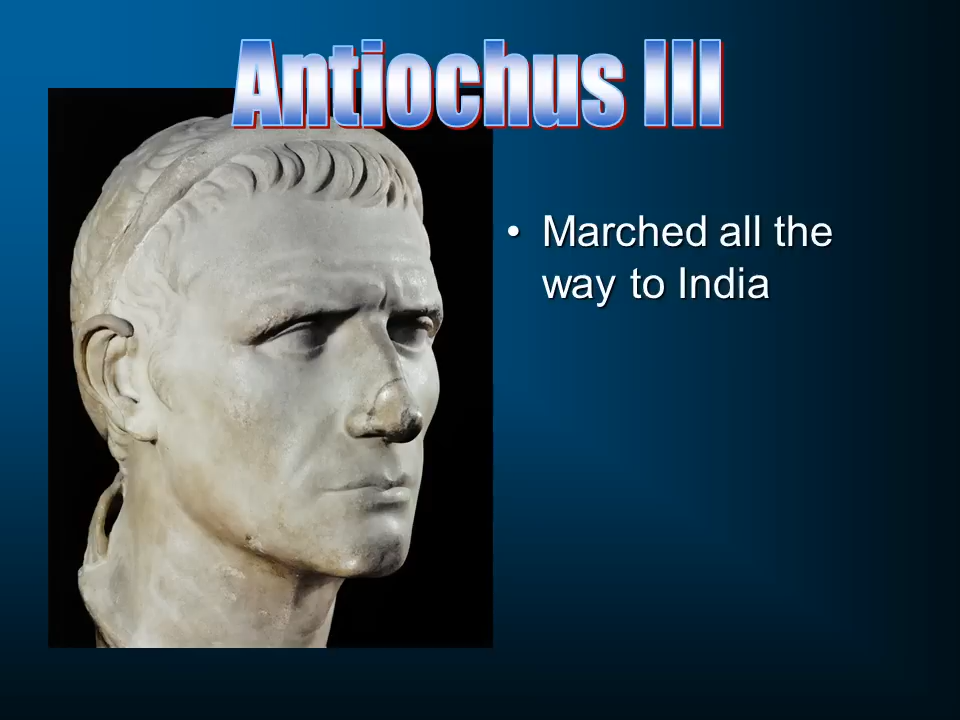 Antiochus III
• Marched all the
way to India